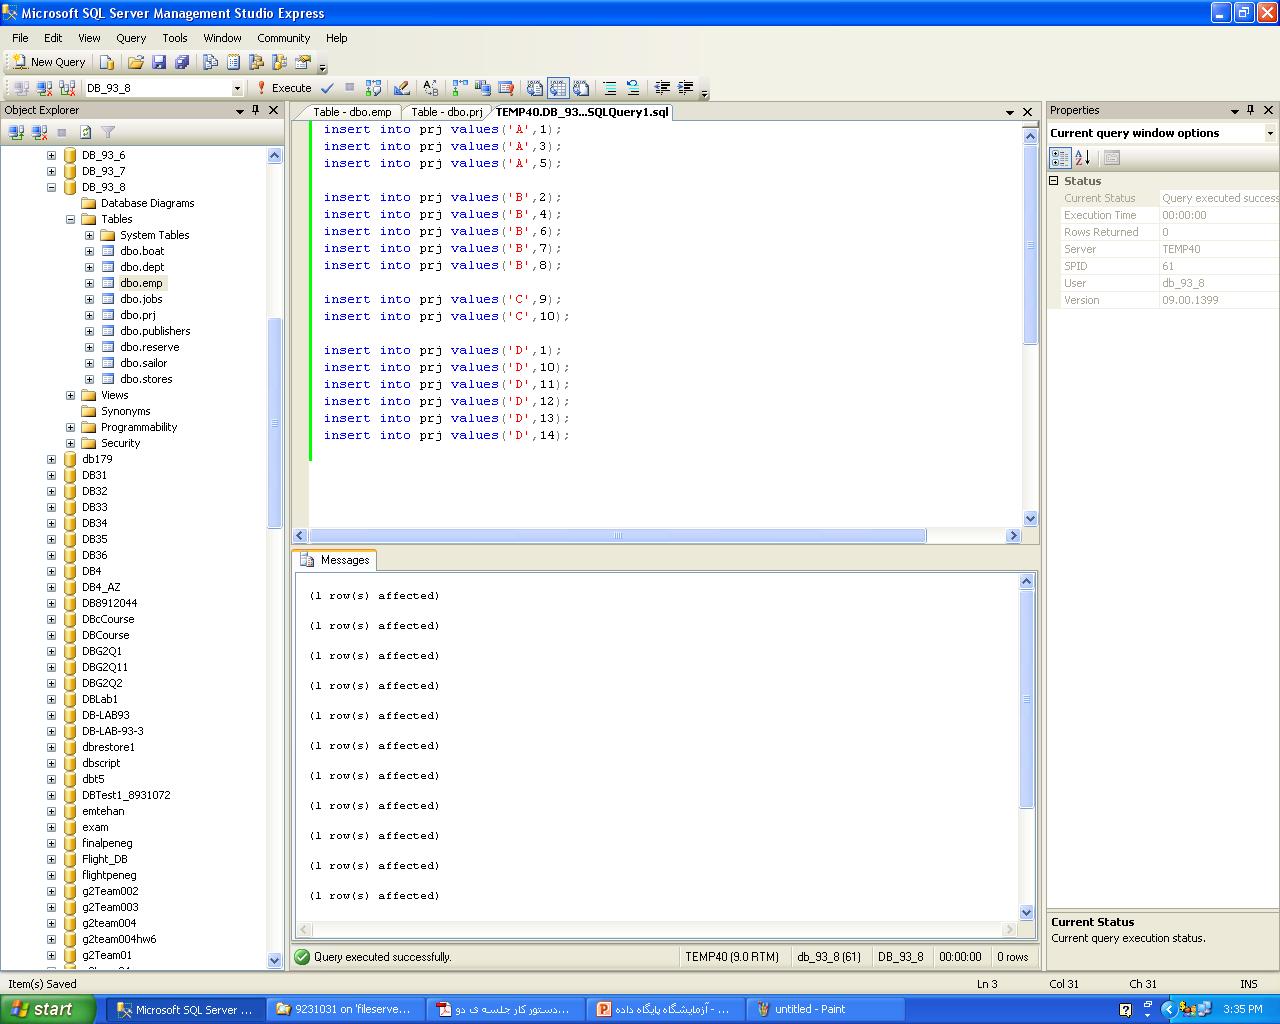 Microsoft SQL Server Management Studio Express
File Edit View Query Tools Window Community Help
New Query
DB_93_8 Execute
Object Explorer
DB_93_6
DB_93_7
DB_93_8
Database Diagrams
Tables
System Tables
dbo.boat
dbo.dept
dbo.emp
dbo.jobs
dbo.prj
dbo.publishers
dbo.reserve
dbo.sailor
dbo.stores
Views
Synonyms
Programmability
Security
db179
DB31
DB32
DB33
DB34
DB35
DB36
DB4
DB4_AZ
DB8912044
DBcCourse
DBCourse
DBG2Q1
DBG2Q11
DBG2Q2
DBLab1
DB-LAB93
DB-LAB-93-3
dbrestore1
dbscript
dbt5
DBTest1_8931072
emtehan
exam
finalpeneg
Flight_DB
flightpeneg
g2Team002
g2Team003
g2team004
g2team004hw6
g2Team01
Table - dbo.emp Table - dbo.prj TEMP40.DB_93...SQLQuery1.sql
insert into prj values('A',1);
insert into prj values('A',3);
insert into prj values('A',5);
insert into prj values('B',2);
insert into prj values('B',4);
insert into prj values('B',6);
insert into prj values('B',7);
insert into prj values('B',8);
insert into prj values('C',9);
insert into prj values('C',10);
insert into prj values('D',1);
insert into prj values('D',10);
insert into prj values('D',11);
insert into prj values('D',12);
insert into prj values('D',13);
insert into prj values('D',14);
Messages
(1 row(s) affected)
(1 row(s) affected)
(1 row(s) affected)
(1 row(s) affected)
(1 row(s) affected)
(1 row(s) affected)
(1 row(s) affected)
(1 row(s) affected)
(1 row(s) affected)
(1 row(s) affected)
(1 row(s) affected)
Query executed successfully. TEMP40 (9.0 RTM) db_93_8 (61) DB_93_8 00:00:00 0 rows
Properties
Current query window options
Status
Current Status Query executed success
Execution Time 00:00:00
Rows Returned 0
Server TEMP40
SPID 61
User db_93_8
Version 09.00.1399
Current Status
Current query execution status.
Item(s) Saved Ln 3 Col 31 Ch 31 INS
start Microsoft SQL Server ... 9231031 on 'fileserve... دستور کار جلسه ی دو... آزمایشگاه پایگاه داده - ... untitled - Paint 3:35 PM